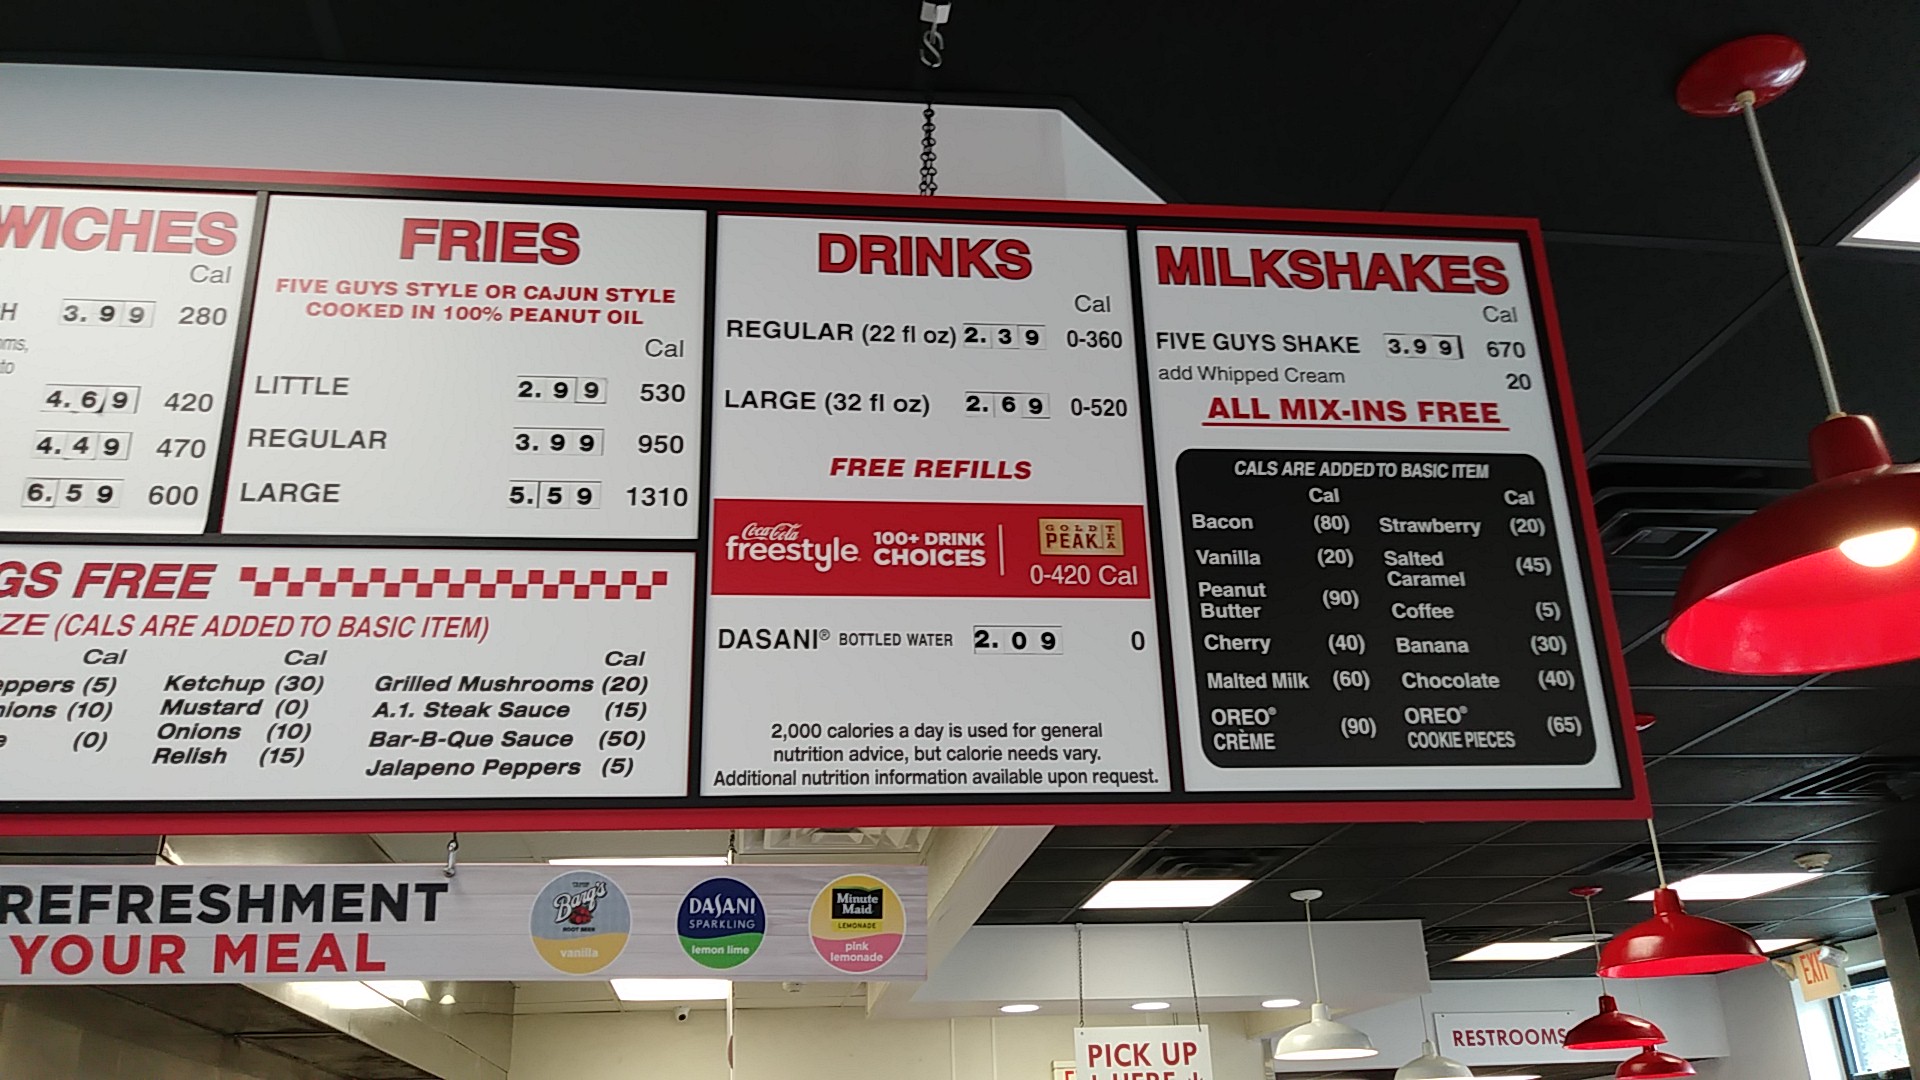 WICHES
Cal
H 3.99 280
oms,
to
4.69 420
4.49 470
6.59 600
FRIES
FIVE GUYS STYLE OR CAJUN STYLE
COOKED IN 100% PEANUT OIL
Cal
LITTLE 2.99 530
REGULAR 3.99 950
LARGE 5.59 1310
GS FREE
ZE (CALS ARE ADDED TO BASIC ITEM)
Cal Cal Cal
eppers (5) Ketchup (30) Grilled Mushrooms (20)
nions (10) Mustard (0) A.1. Steak Sauce (15)
e (0) Onions (10) Bar-B-Que Sauce (50)
Relish (15) Jalapeno Peppers (5)
DRINKS
Cal
REGULAR (22 fl oz) 2.39 0-360
LARGE (32 fl oz) 2.69 0-520
FREE REFILLS
Coca-Cola
freestyle
100+ DRINK
CHOICES
GOLD
PEAK
TEA
0-420 Cal
DASANI® BOTTLED WATER 2.09 0
2,000 calories a day is used for general
nutrition advice, but calorie needs vary.
Additional nutrition information available upon request.
MILKSHAKES
Cal
FIVE GUYS SHAKE 3.99 670
add Whipped Cream 20
ALL MIX-INS FREE
CALS ARE ADDED TO BASIC ITEM
Cal Cal
Bacon (80) Strawberry (20)
Vanilla (20) Salted
Caramel (45)
Peanut
Butter (90) Coffee (5)
Cherry (40) Banana (30)
Malted Milk (60) Chocolate (40)
OREO®
CRÈME (90) OREO®
COOKIE PIECES (65)
REFRESHMENT
YOUR MEAL
Barq's
ROOT BEER
vanilla
DASANI
SPARKLING
lemon lime
Minute
Maid
LEMONADE
pink
lemonade
PICK UP
HERE
RESTROOMS
EXIT